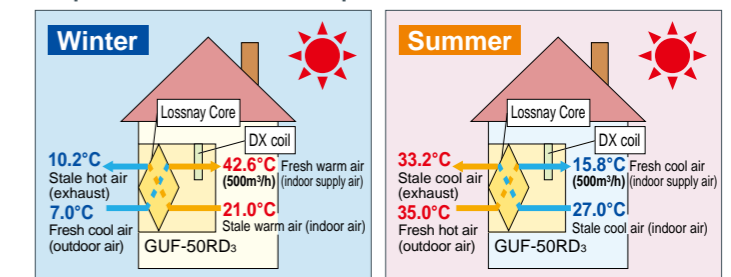 Winter
Lossnay Core
DX coil
10.2°C
Stale hot air
(exhaust)
42.6°C Fresh warm air
(500m³/h) (indoor supply air)
7.0°C
Fresh cool air
(outdoor air)
21.0°C
Stale warm air (indoor air)
GUF-50RD₃
Summer
Lossnay Core
DX coil
33.2°C
Stale cool air
(exhaust)
15.8°C Fresh cool air
(500m³/h) (indoor supply air)
35.0°C
Fresh hot air
(outdoor air)
27.0°C
Stale cool air (indoor air)
GUF-50RD₃